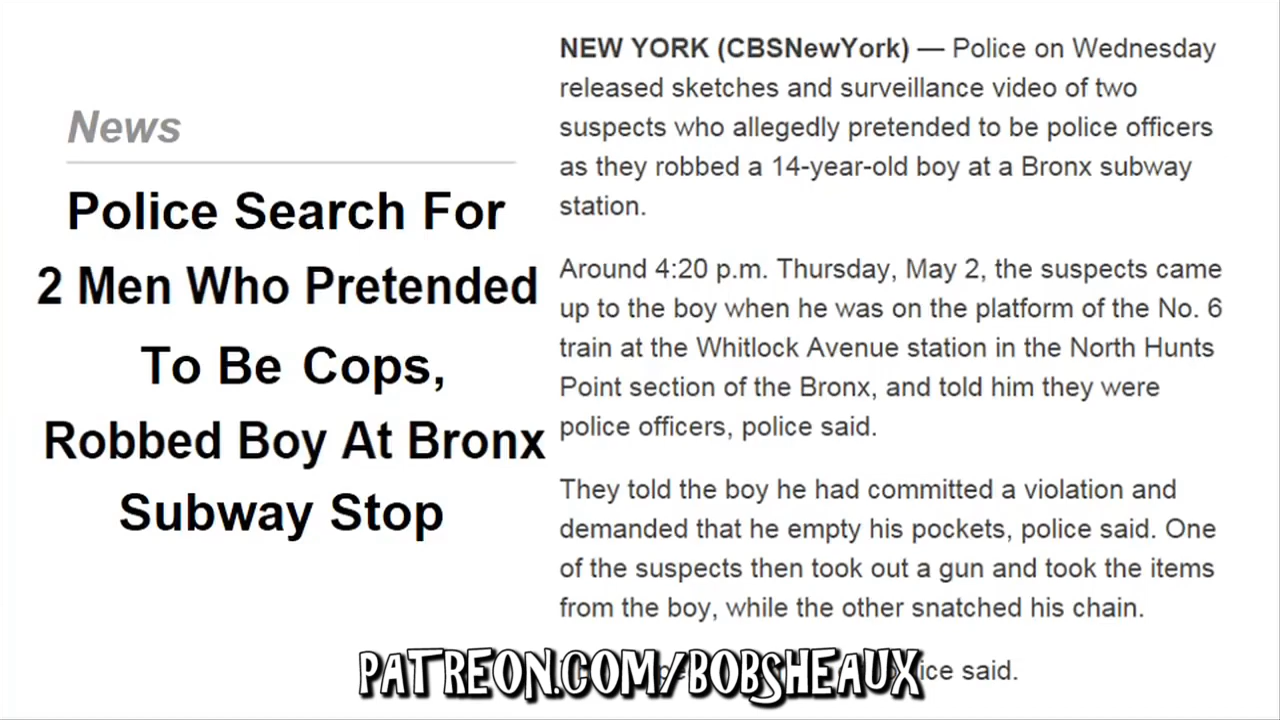 News
Police Search For
2 Men Who Pretended
To Be Cops,
Robbed Boy At Bronx
Subway Stop
NEW YORK (CBSNewYork) — Police on Wednesday
released sketches and surveillance video of two
suspects who allegedly pretended to be police officers
as they robbed a 14-year-old boy at a Bronx subway
station.
Around 4:20 p.m. Thursday, May 2, the suspects came
up to the boy when he was on the platform of the No. 6
train at the Whitlock Avenue station in the North Hunts
Point section of the Bronx, and told him they were
police officers, police said.
They told the boy he had committed a violation and
demanded that he empty his pockets, police said. One
of the suspects then took out a gun and took the items
from the boy, while the other snatched his chain.
said.
PATREON.COM/BOBSHEAUX